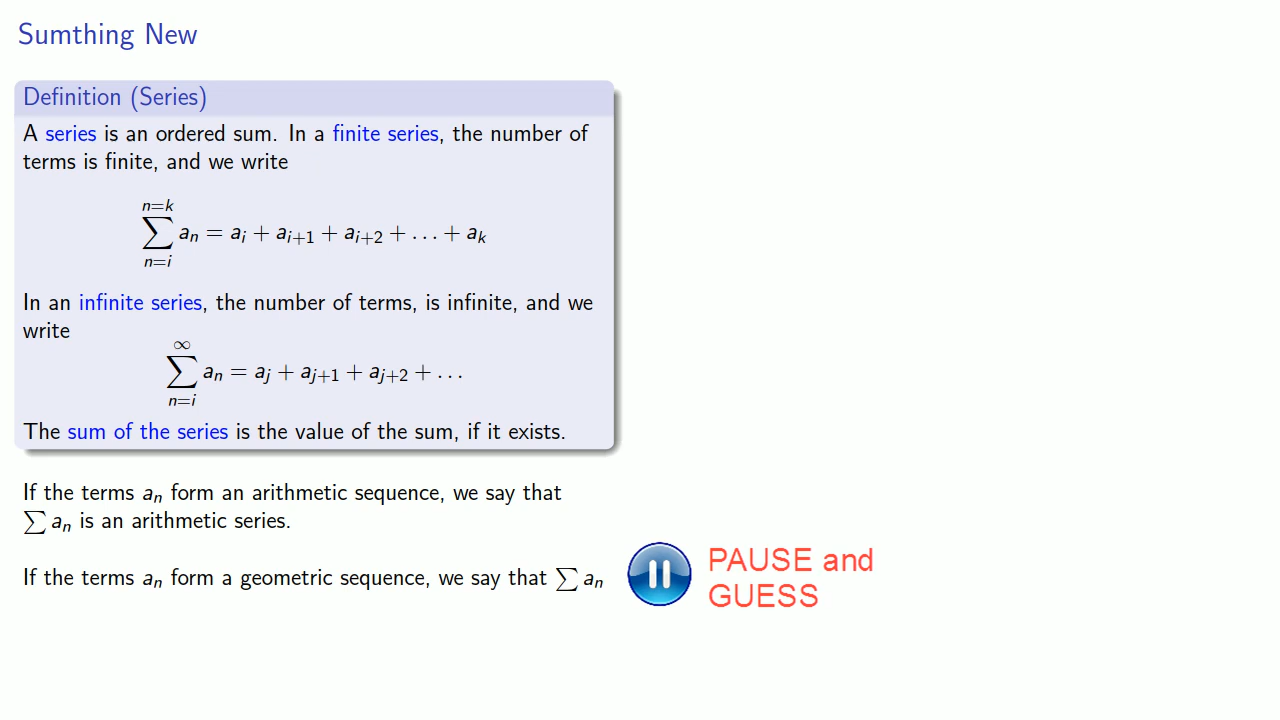 Sumthing New
Definition (Series)
A series is an ordered sum. In a finite series, the number of
terms is finite, and we write
n=k
∑ aₙ = aᵢ + aᵢ₊₁ + aᵢ₊₂ + … + aₖ
n=i
In an infinite series, the number of terms, is infinite, and we
write
∞
∑ aₙ = aⱼ + aⱼ₊₁ + aⱼ₊₂ + …
n=i
The sum of the series is the value of the sum, if it exists.
If the terms aₙ form an arithmetic sequence, we say that
∑ aₙ is an arithmetic series.
If the terms aₙ form a geometric sequence, we say that ∑ aₙ
PAUSE and
GUESS